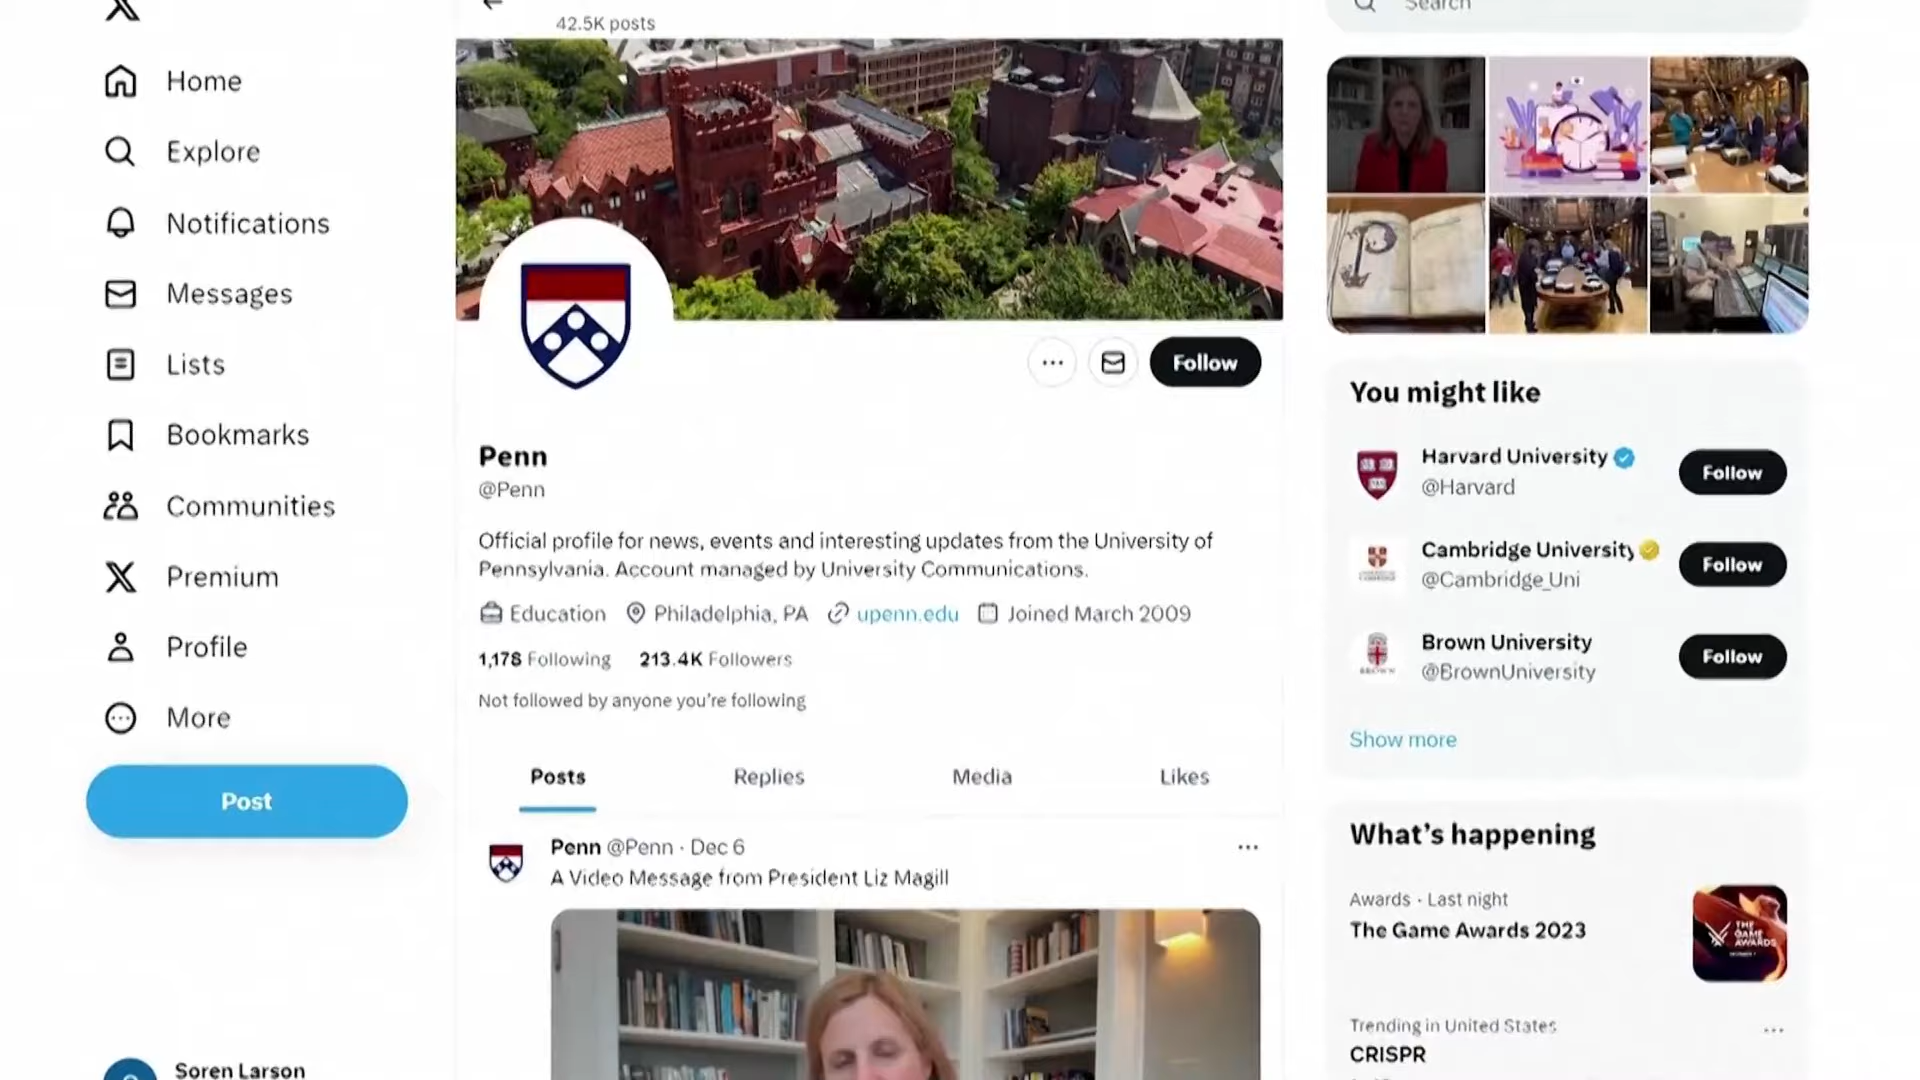 42.5K posts
Search
Home
Explore
Notifications
Messages
Lists
Bookmarks
Communities
Premium
Profile
More
Post
Soren Larson
Follow
Penn
@Penn
Official profile for news, events and interesting updates from the University of
Pennsylvania. Account managed by University Communications.
Education Philadelphia, PA upenn.edu Joined March 2009
1,178 Following 213.4K Followers
Not followed by anyone you're following
Posts Replies Media Likes
Penn @Penn · Dec 6
A Video Message from President Liz Magill
You might like
Harvard University
@Harvard
Follow
Cambridge University
@Cambridge_Uni
Follow
Brown University
@BrownUniversity
Follow
Show more
What's happening
Awards · Last night
The Game Awards 2023
THE
GAME
AWARDS
Trending in United States
CRISPR